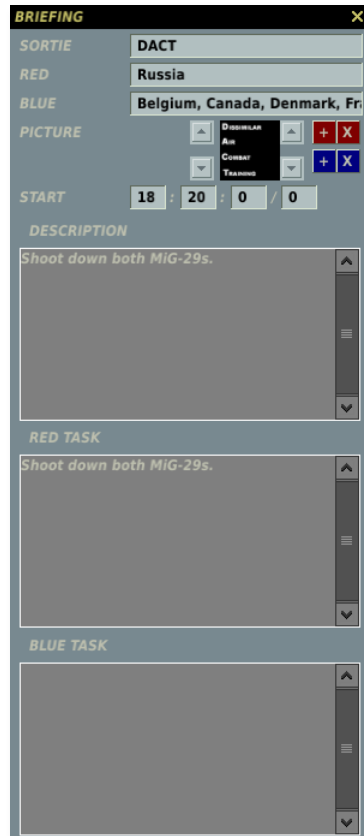 BRIEFING X
SORTIE DACT
RED Russia
BLUE Belgium, Canada, Denmark, Fr
PICTURE
Dissimilar
Air
Combat
Training
+ X
+ X
START 18 : 20 : 0 / 0
DESCRIPTION
Shoot down both MiG-29s.
RED TASK
Shoot down both MiG-29s.
BLUE TASK